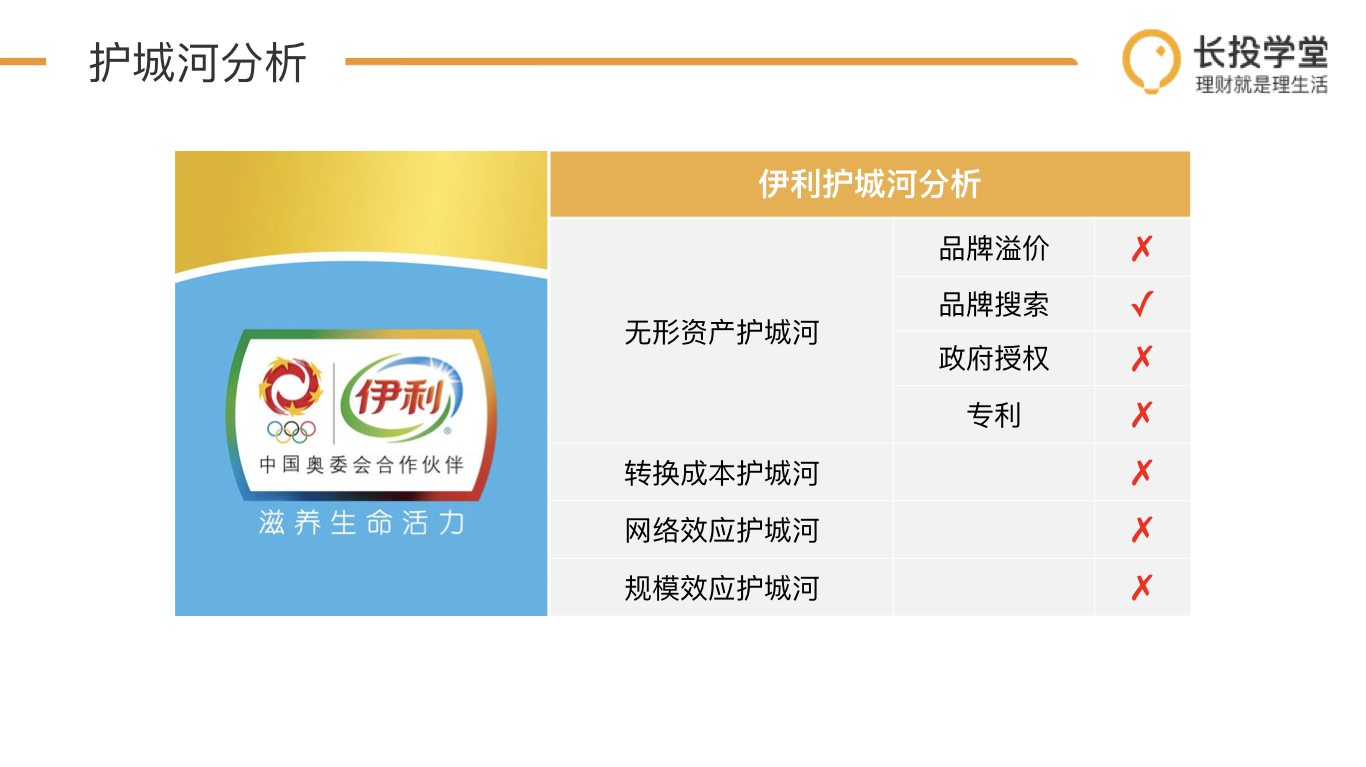 护城河分析
长投学堂
理财就是理生活
伊利护城河分析
无形资产护城河
品牌溢价 ✗
品牌搜索 ✓
政府授权 ✗
专利 ✗
转换成本护城河 ✗
网络效应护城河 ✗
规模效应护城河 ✗
伊利
®
中国奥委会合作伙伴
滋养生命活力